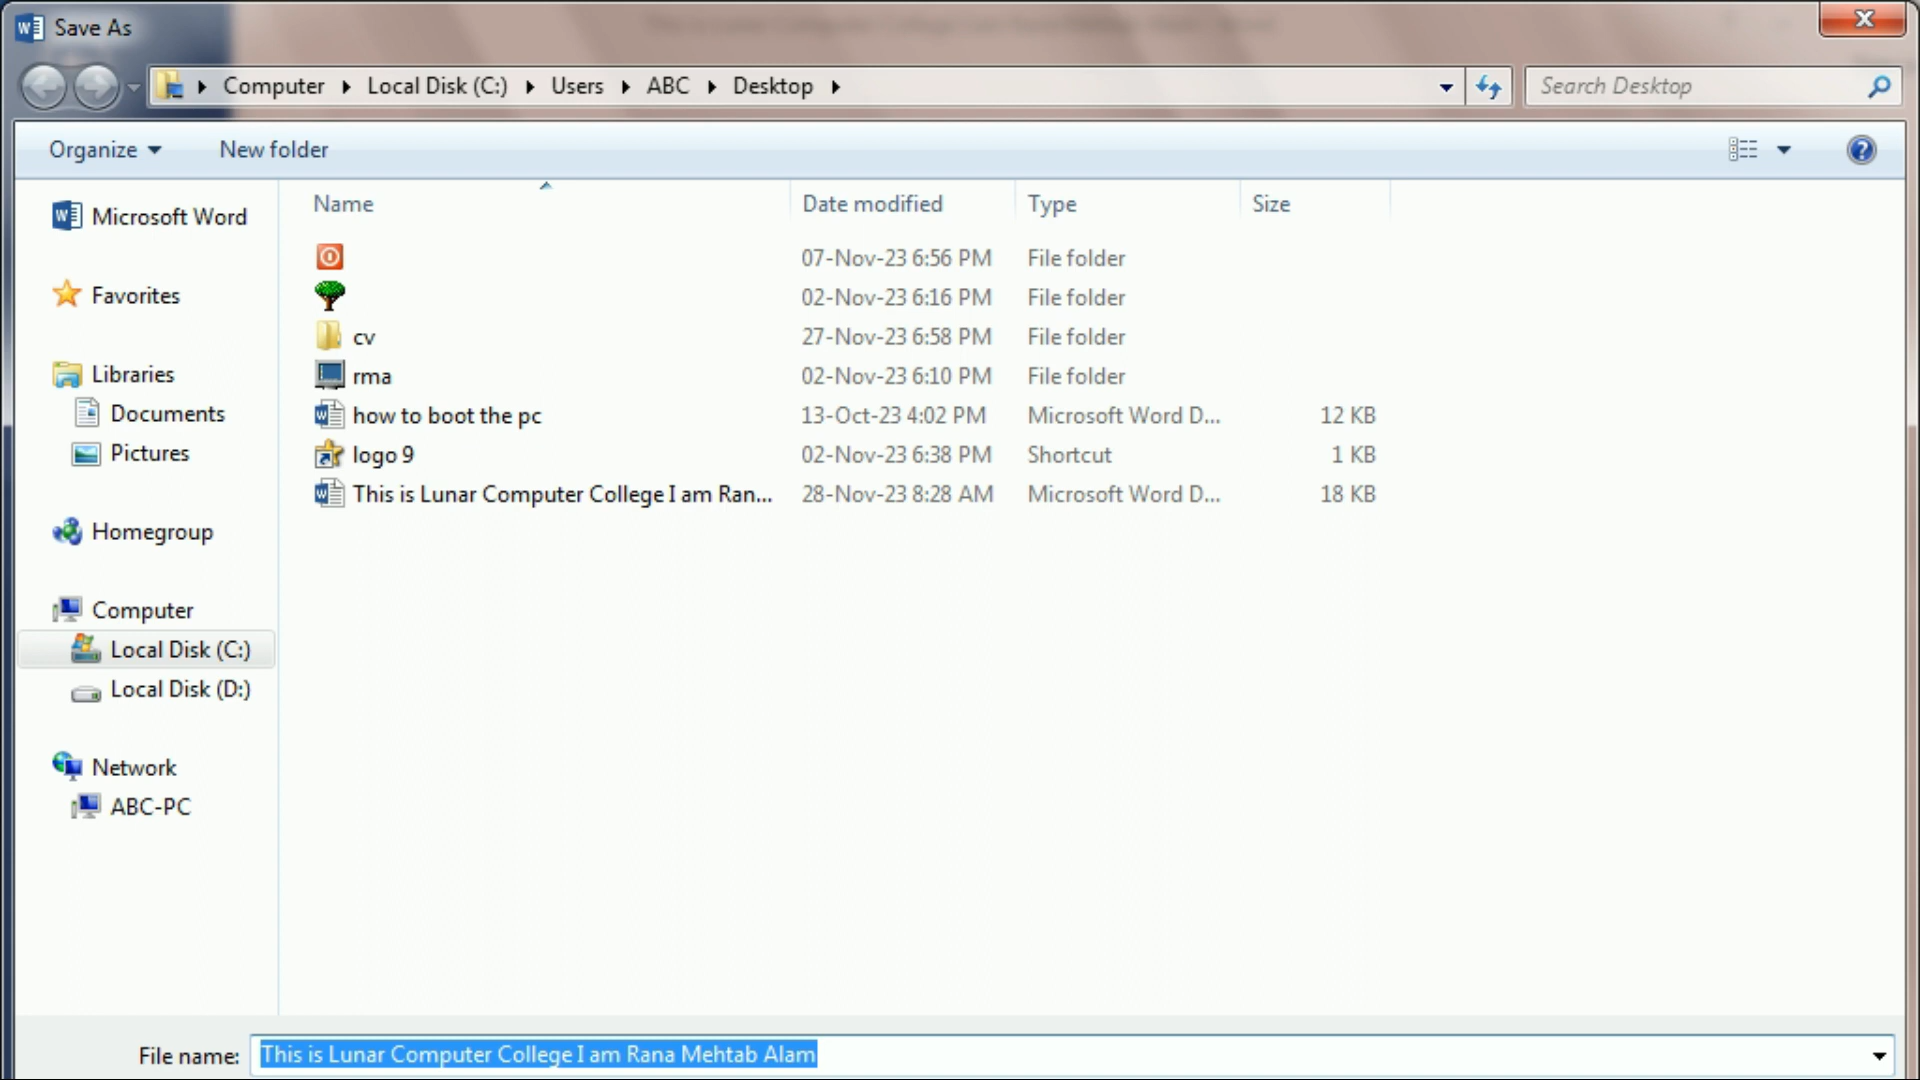 Save As
Computer Local Disk (C:) Users ABC Desktop
Search Desktop
Organize New folder
Name Date modified Type Size
07-Nov-23 6:56 PM File folder
02-Nov-23 6:16 PM File folder
cv 27-Nov-23 6:58 PM File folder
rma 02-Nov-23 6:10 PM File folder
how to boot the pc 13-Oct-23 4:02 PM Microsoft Word D... 12 KB
logo 9 02-Nov-23 6:38 PM Shortcut 1 KB
This is Lunar Computer College I am Ran... 28-Nov-23 8:28 AM Microsoft Word D... 18 KB
Microsoft Word
Favorites
Libraries
Documents
Pictures
Homegroup
Computer
Local Disk (C:)
Local Disk (D:)
Network
ABC-PC
File name: This is Lunar Computer College I am Rana Mehtab Alam